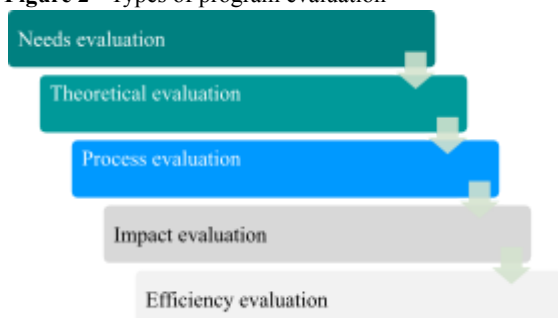 Figure 2 Types of program evaluation
Needs evaluation
Theoretical evaluation
Process evaluation
Impact evaluation
Efficiency evaluation